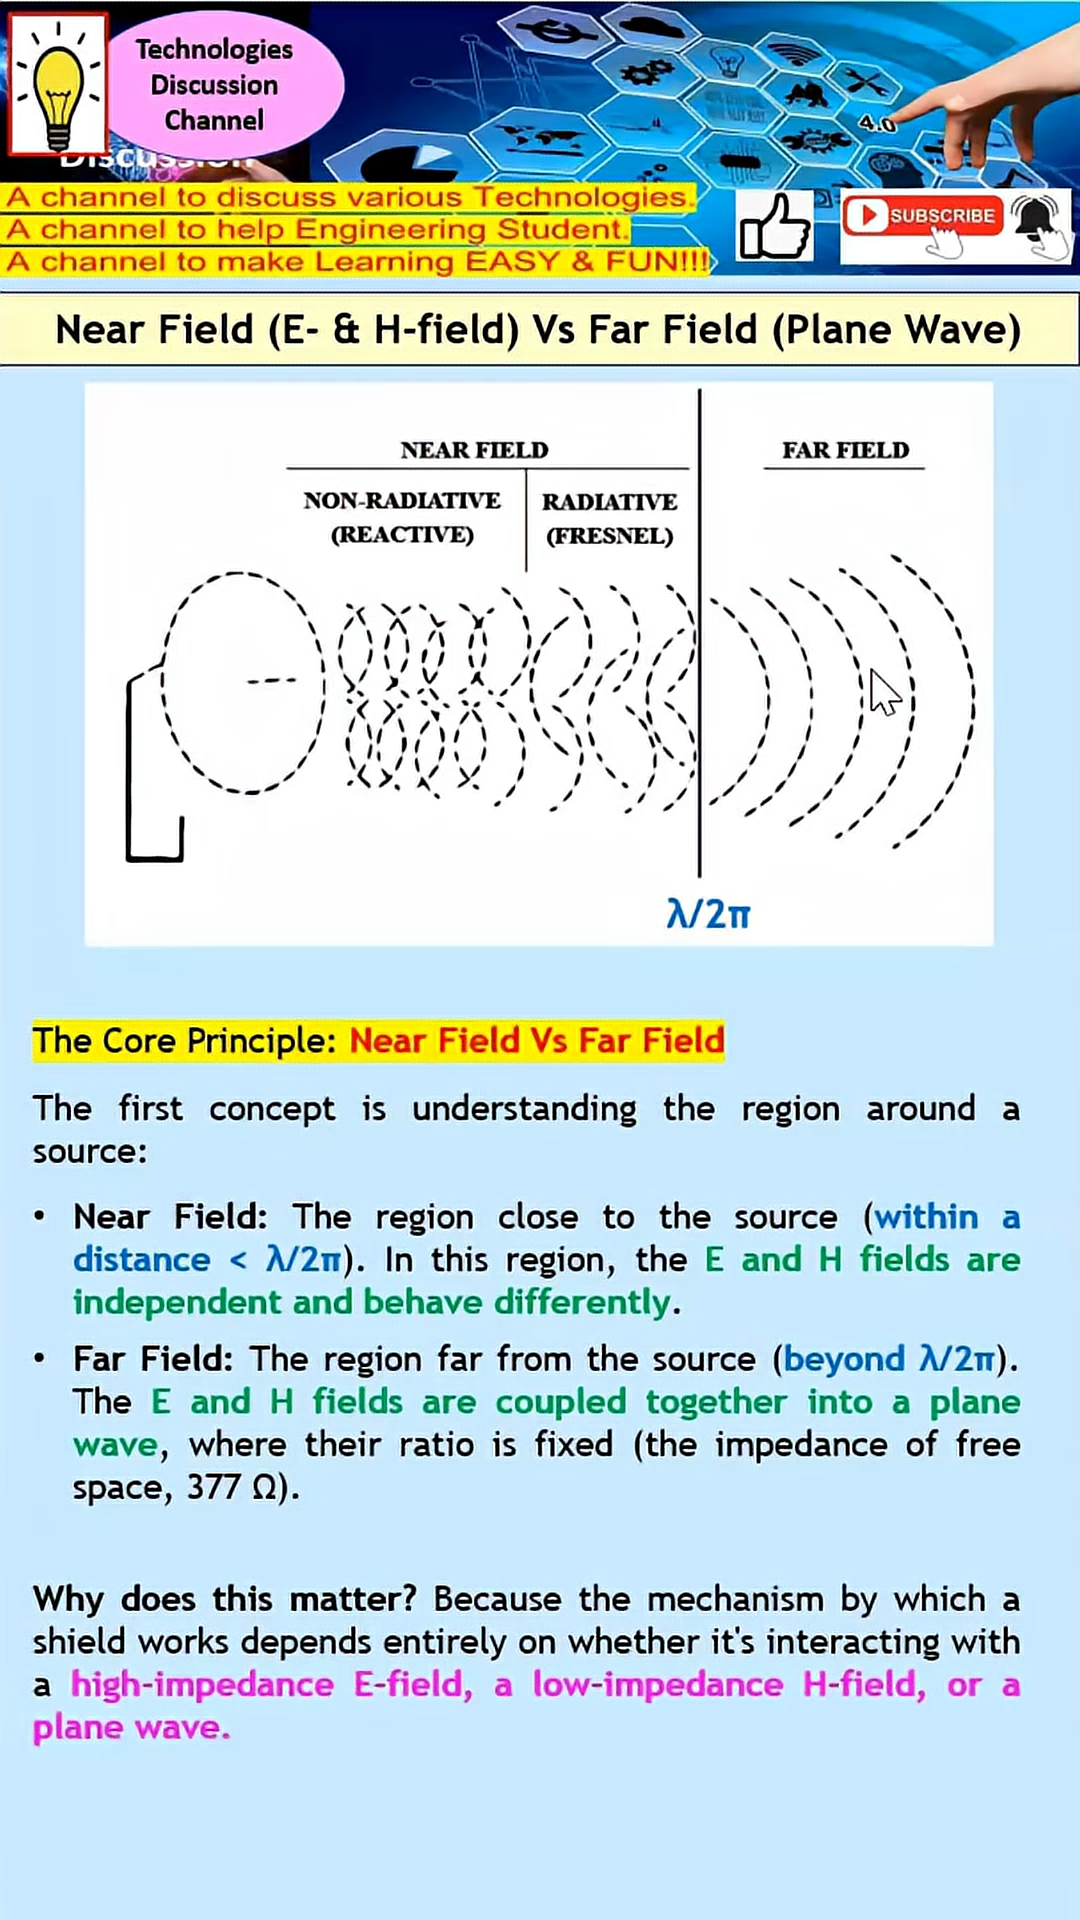 Technologies
Discussion
Channel
Discussion
4.0
A channel to discuss various Technologies.
A channel to help Engineering Student.
A channel to make Learning EASY & FUN!!!
SUBSCRIBE
Near Field (E- & H-field) Vs Far Field (Plane Wave)
NEAR FIELD
FAR FIELD
NON-RADIATIVE
(REACTIVE)
RADIATIVE
(FRESNEL)
λ/2π
The Core Principle: Near Field Vs Far Field
The first concept is understanding the region around a
source:
• Near Field: The region close to the source (within a
distance < λ/2π). In this region, the E and H fields are
independent and behave differently.
• Far Field: The region far from the source (beyond λ/2π).
The E and H fields are coupled together into a plane
wave, where their ratio is fixed (the impedance of free
space, 377 Ω).
Why does this matter? Because the mechanism by which a
shield works depends entirely on whether it's interacting with
a high-impedance E-field, a low-impedance H-field, or a
plane wave.